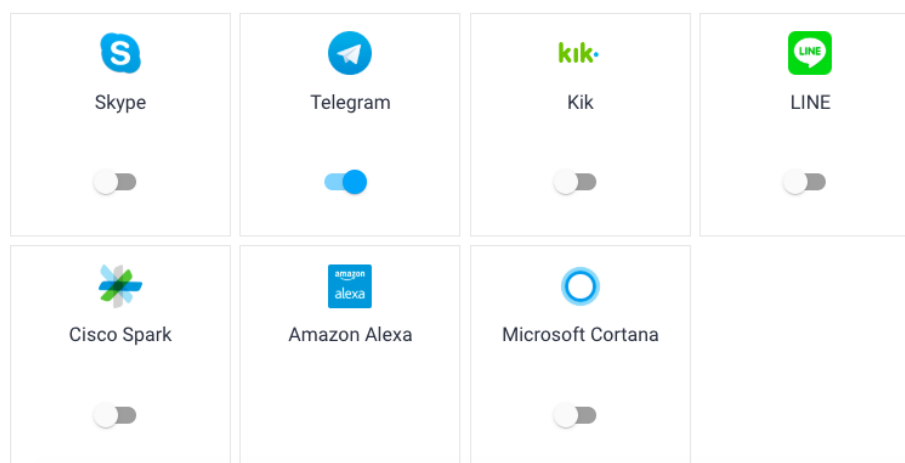 S
kik
LINE
Skype
Telegram
Kik
LINE
amazon
alexa
Cisco Spark
Amazon Alexa
Microsoft Cortana